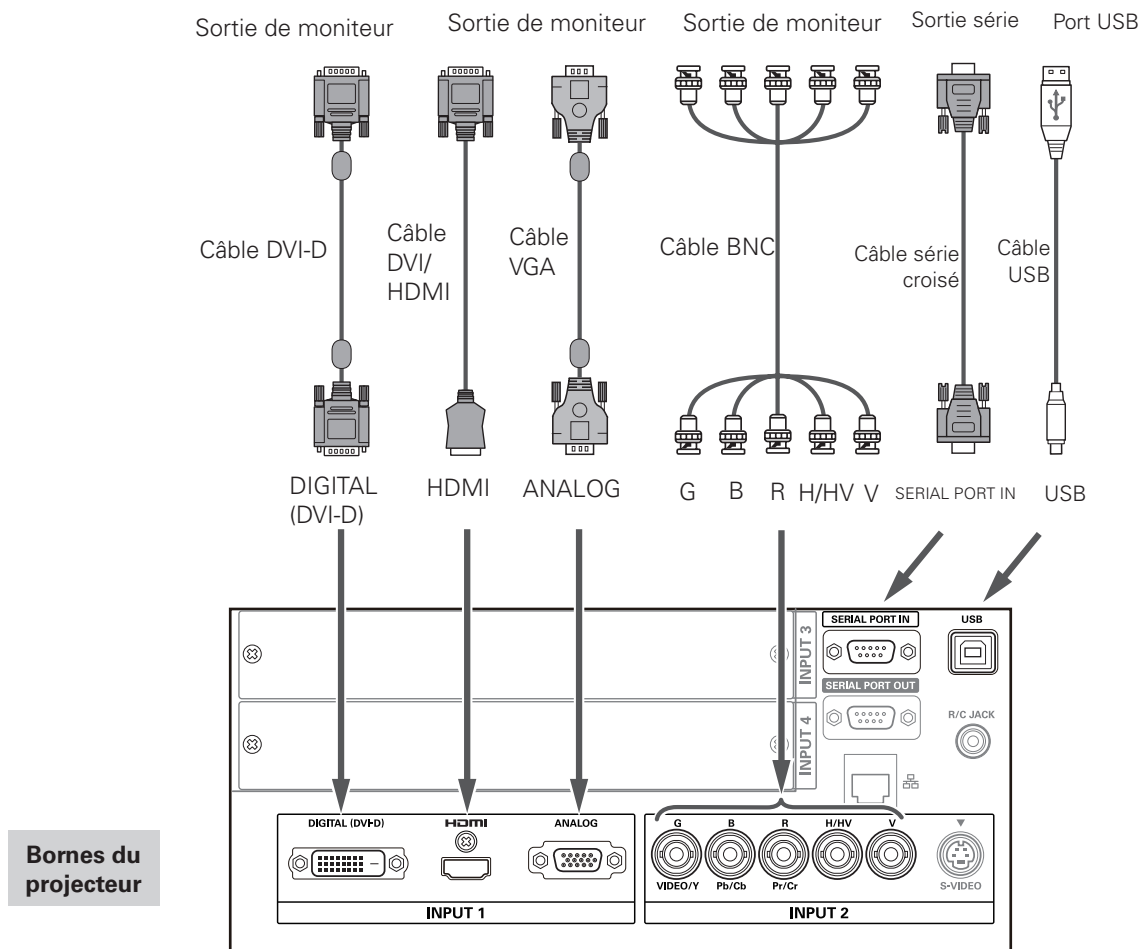 Sortie de moniteur
Sortie de moniteur
Sortie de moniteur
Sortie série
Port USB
Câble DVI-D
Câble
DVI/
HDMI
Câble
VGA
Câble BNC
Câble série
croisé
Câble
USB
DIGITAL
(DVI-D)
HDMI
ANALOG
G
B
R
H/HV
V
SERIAL PORT IN
USB
INPUT 3
SERIAL PORT IN
USB
SERIAL PORT OUT
INPUT 4
R/C JACK
Bornes du
projecteur
DIGITAL (DVI-D)
HDMI
ANALOG
G
B
R
H/HV
V
VIDEO/Y
Pb/Cb
Pr/Cr
S-VIDEO
INPUT 1
INPUT 2